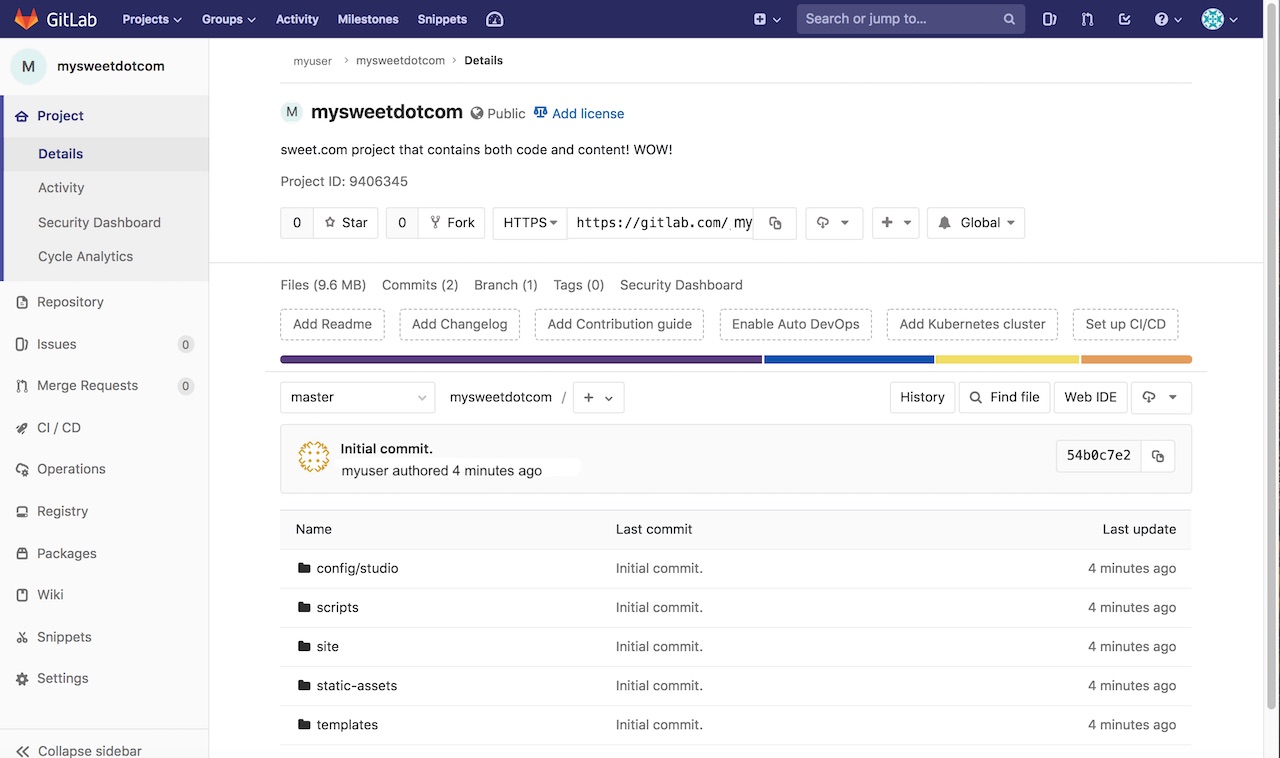 GitLab Projects Groups Activity Milestones Snippets Search or jump to...
M mysweetdotcom
Project
Details
Activity
Security Dashboard
Cycle Analytics
Repository
Issues 0
Merge Requests 0
CI / CD
Operations
Registry
Packages
Wiki
Snippets
Settings
Collapse sidebar
myuser > mysweetdotcom > Details
M mysweetdotcom Public Add license
sweet.com project that contains both code and content! WOW!
Project ID: 9406345
0 Star 0 Fork HTTPS https://gitlab.com/ my Global
Files (9.6 MB) Commits (2) Branch (1) Tags (0) Security Dashboard
Add Readme Add Changelog Add Contribution guide Enable Auto DevOps Add Kubernetes cluster Set up CI/CD
master mysweetdotcom / + History Find file Web IDE
Initial commit.
myuser authored 4 minutes ago
54b0c7e2
Name Last commit Last update
config/studio Initial commit. 4 minutes ago
scripts Initial commit. 4 minutes ago
site Initial commit. 4 minutes ago
static-assets Initial commit. 4 minutes ago
templates Initial commit. 4 minutes ago